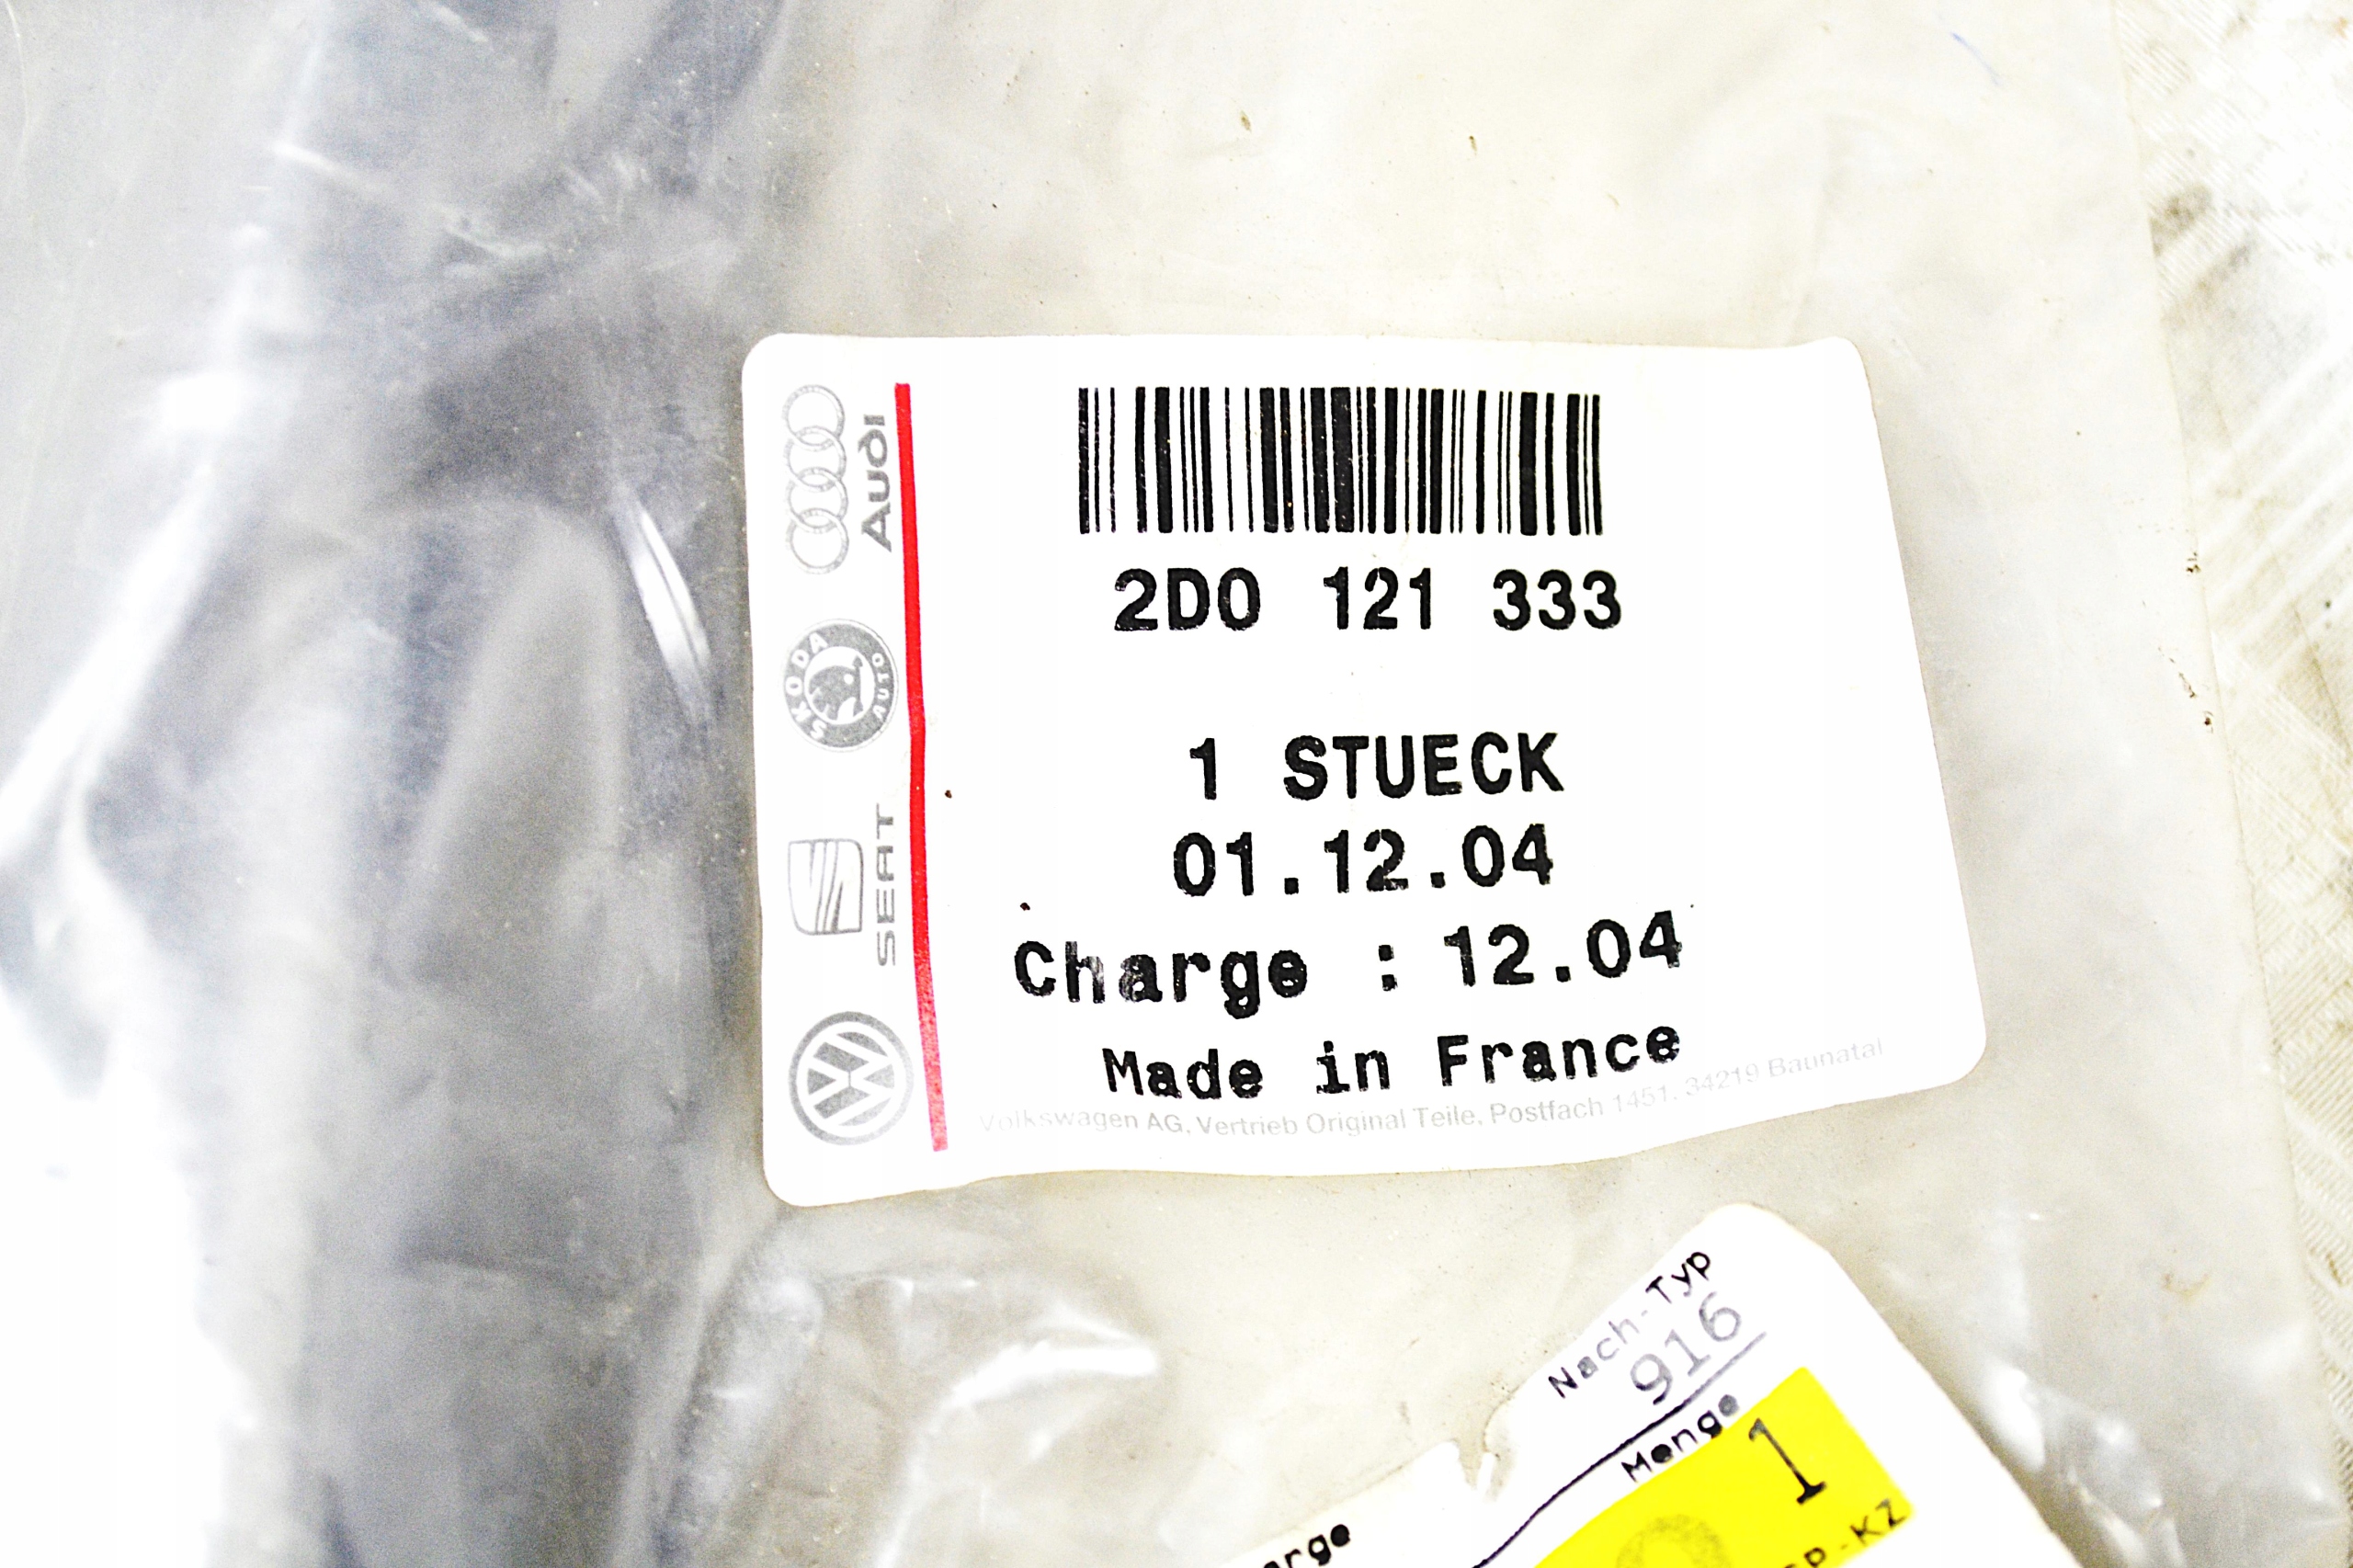 Audi
SKODA AUTO
SEAT
2D0 121 333
1 STUECK
01.12.04
Charge : 12.04
Made in France
Volkswagen AG, Vertrieb Original Teile, Postfach 1451, 34219 Baunatal
Nach-Typ
916
Menge
1